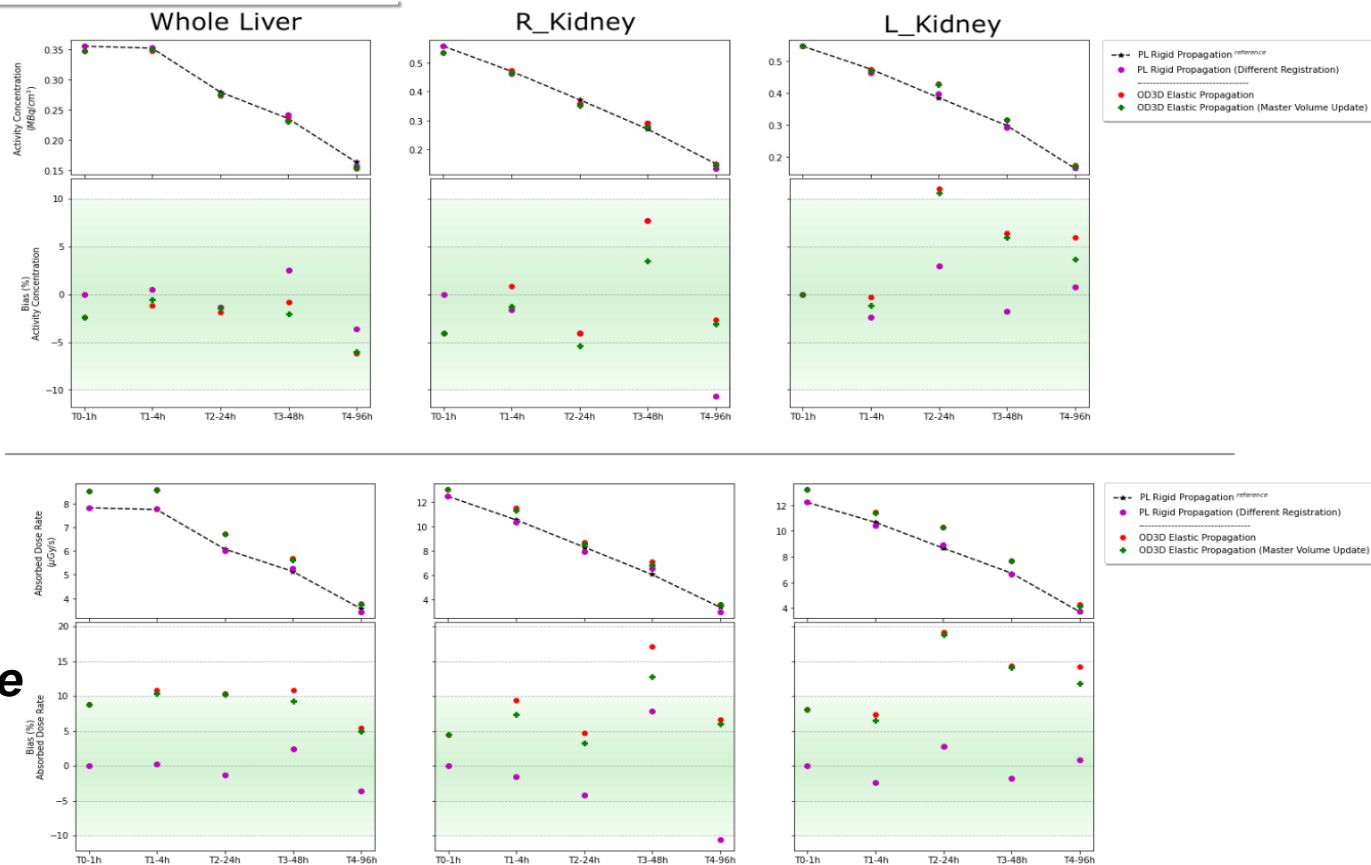 Whole Liver
R_Kidney
L_Kidney
Activity Concentration
(MBq/cm³)
0.35
0.30
0.25
0.20
0.15
0.5
0.4
0.3
0.2
0.5
0.4
0.3
0.2
PL Rigid Propagation reference
PL Rigid Propagation (Different Registration)
--------------------------------
OD3D Elastic Propagation
OD3D Elastic Propagation (Master Volume Update)
Bias (%)
Activity Concentration
10
5
0
−5
−10
T0-1h T1-4h T2-24h T3-48h T4-96h
T0-1h T1-4h T2-24h T3-48h T4-96h
T0-1h T1-4h T2-24h T3-48h T4-96h
Absorbed Dose Rate
(μGy/s)
8
7
6
5
4
12
10
8
6
4
12
10
8
6
4
PL Rigid Propagation reference
PL Rigid Propagation (Different Registration)
--------------------------------
OD3D Elastic Propagation
OD3D Elastic Propagation (Master Volume Update)
e
Bias (%)
Absorbed Dose Rate
20
15
10
5
0
−5
−10
T0-1h T1-4h T2-24h T3-48h T4-96h
T0-1h T1-4h T2-24h T3-48h T4-96h
T0-1h T1-4h T2-24h T3-48h T4-96h